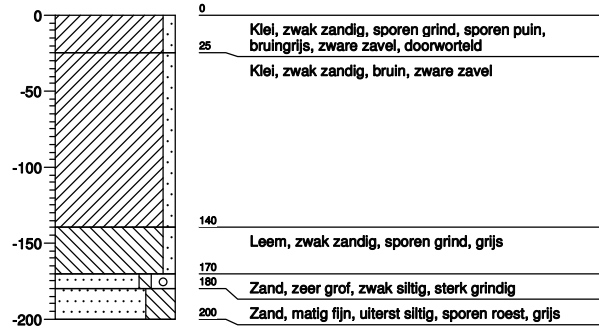 0
0
Klei, zwak zandig, sporen grind, sporen puin,
bruingrijs, zware zavel, doorworteld
25
Klei, zwak zandig, bruin, zware zavel
-50
-100
140
-150
Leem, zwak zandig, sporen grind, grijs
170
180
Zand, zeer grof, zwak siltig, sterk grindig
-200
200
Zand, matig fijn, uiterst siltig, sporen roest, grijs